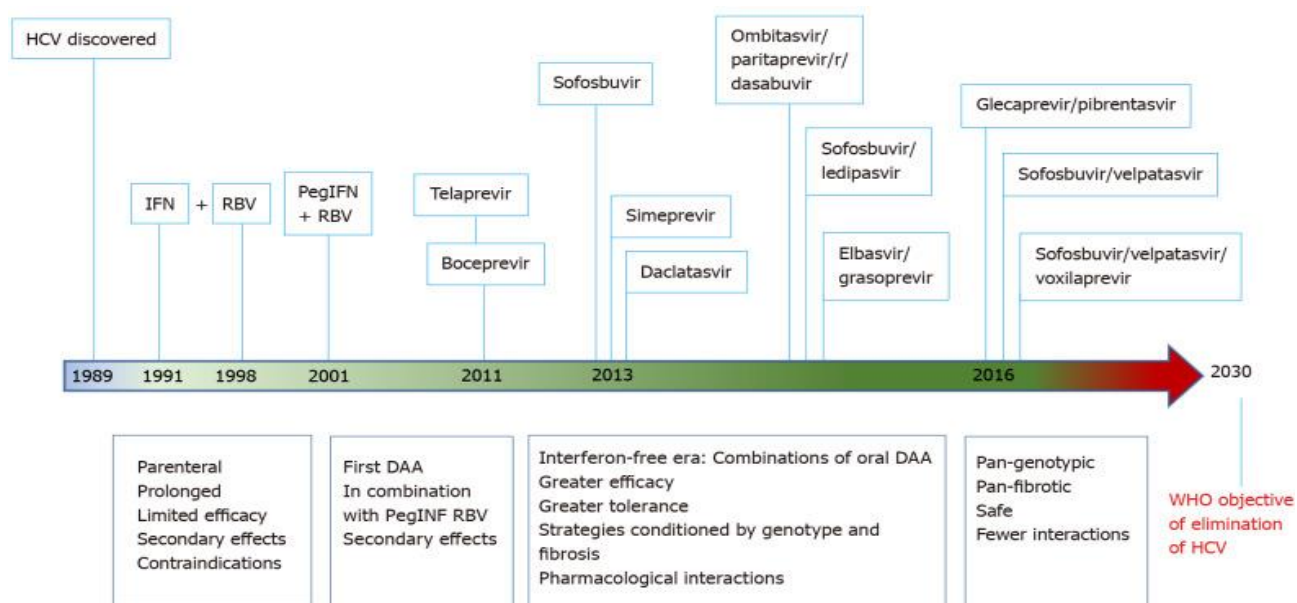 HCV discovered
IFN
+
RBV
PegIFN
+ RBV
Telaprevir
Boceprevir
Sofosbuvir
Simeprevir
Daclatasvir
Ombitasvir/
paritaprevir/r/
dasabuvir
Sofosbuvir/
ledipasvir
Elbasvir/
grasoprevir
Glecaprevir/pibrentasvir
Sofosbuvir/velpatasvir
Sofosbuvir/velpatasvir/
voxilaprevir
1989
1991
1998
2001
2011
2013
2016
2030
Parenteral
Prolonged
Limited efficacy
Secondary effects
Contraindications
First DAA
In combination
with PegINF RBV
Secondary effects
Interferon-free era: Combinations of oral DAA
Greater efficacy
Greater tolerance
Strategies conditioned by genotype and
fibrosis
Pharmacological interactions
Pan-genotypic
Pan-fibrotic
Safe
Fewer interactions
WHO objective
of elimination
of HCV